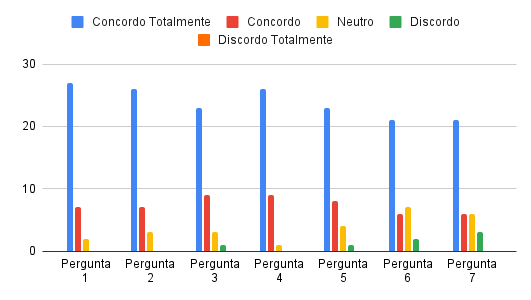 Concordo Totalmente Concordo Neutro Discordo
Discordo Totalmente
30
20
10
0
Pergunta 1
Pergunta 2
Pergunta 3
Pergunta 4
Pergunta 5
Pergunta 6
Pergunta 7